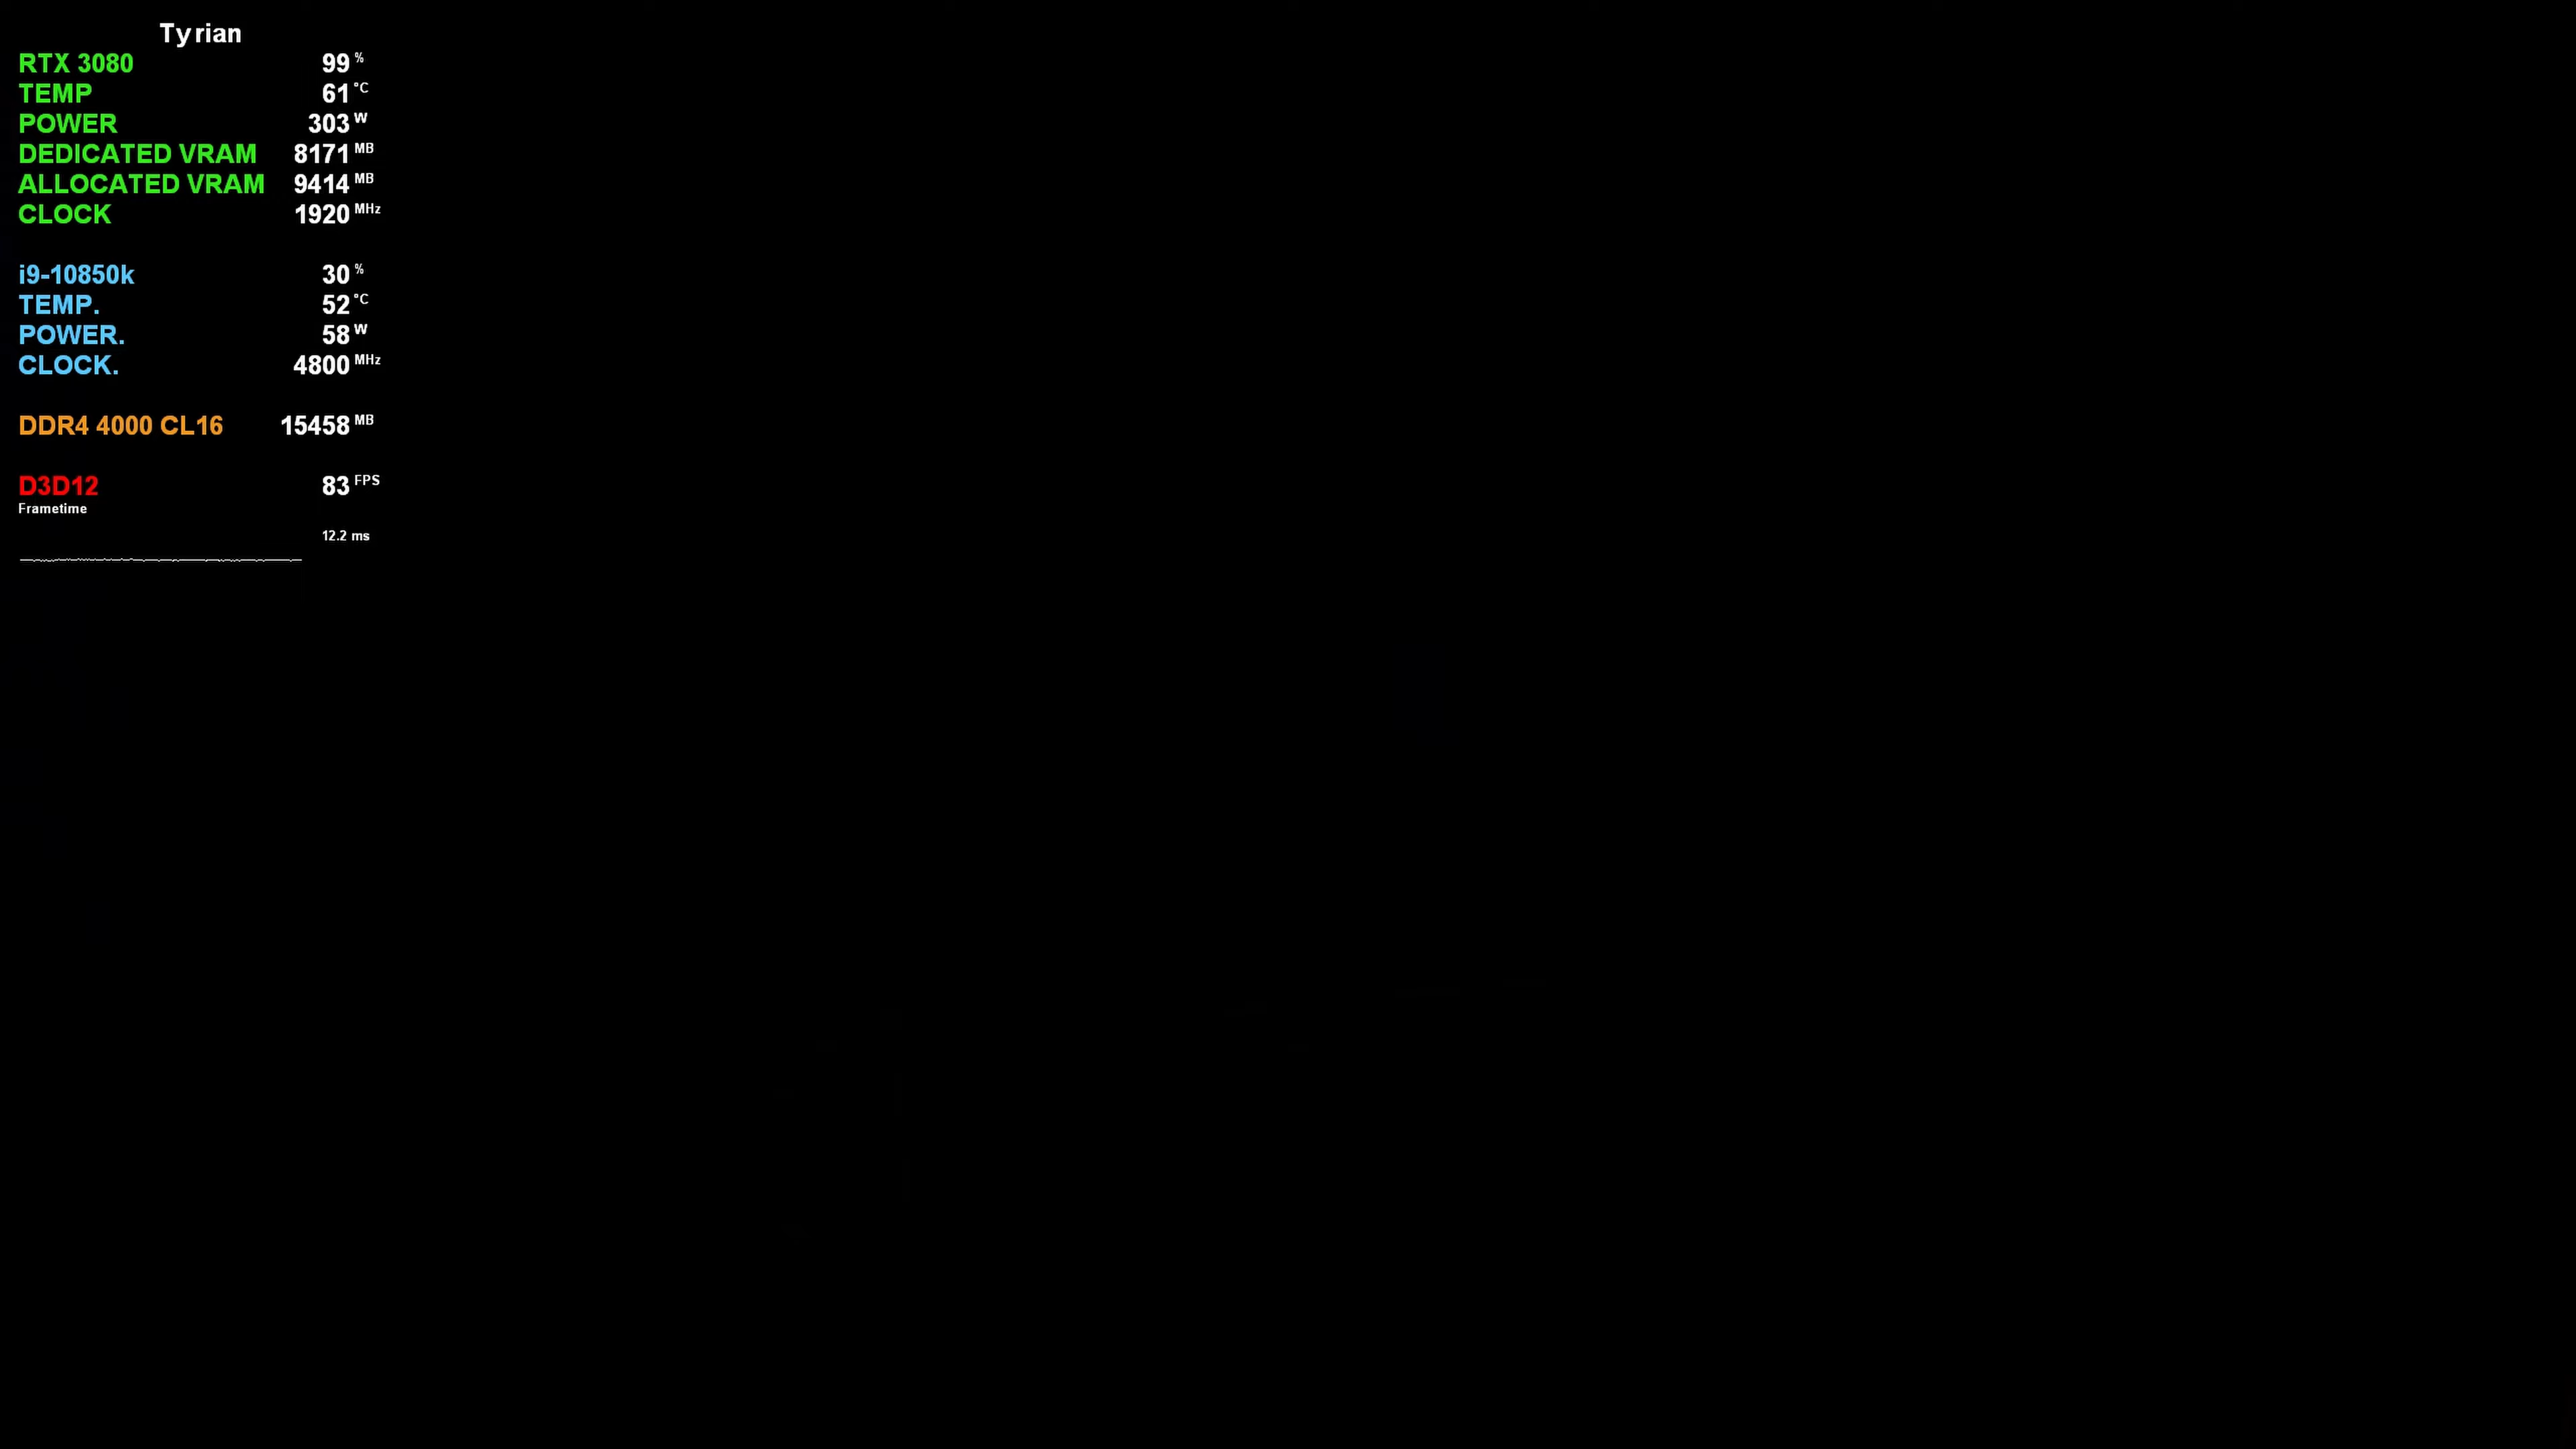 Tyrian
RTX 3080 99 %
TEMP 61 °C
POWER 303 W
DEDICATED VRAM 8171 MB
ALLOCATED VRAM 9414 MB
CLOCK 1920 MHz
i9-10850k 30 %
TEMP. 52 °C
POWER. 58 W
CLOCK. 4800 MHz
DDR4 4000 CL16 15458 MB
D3D12 83 FPS
Frametime
12.2 ms